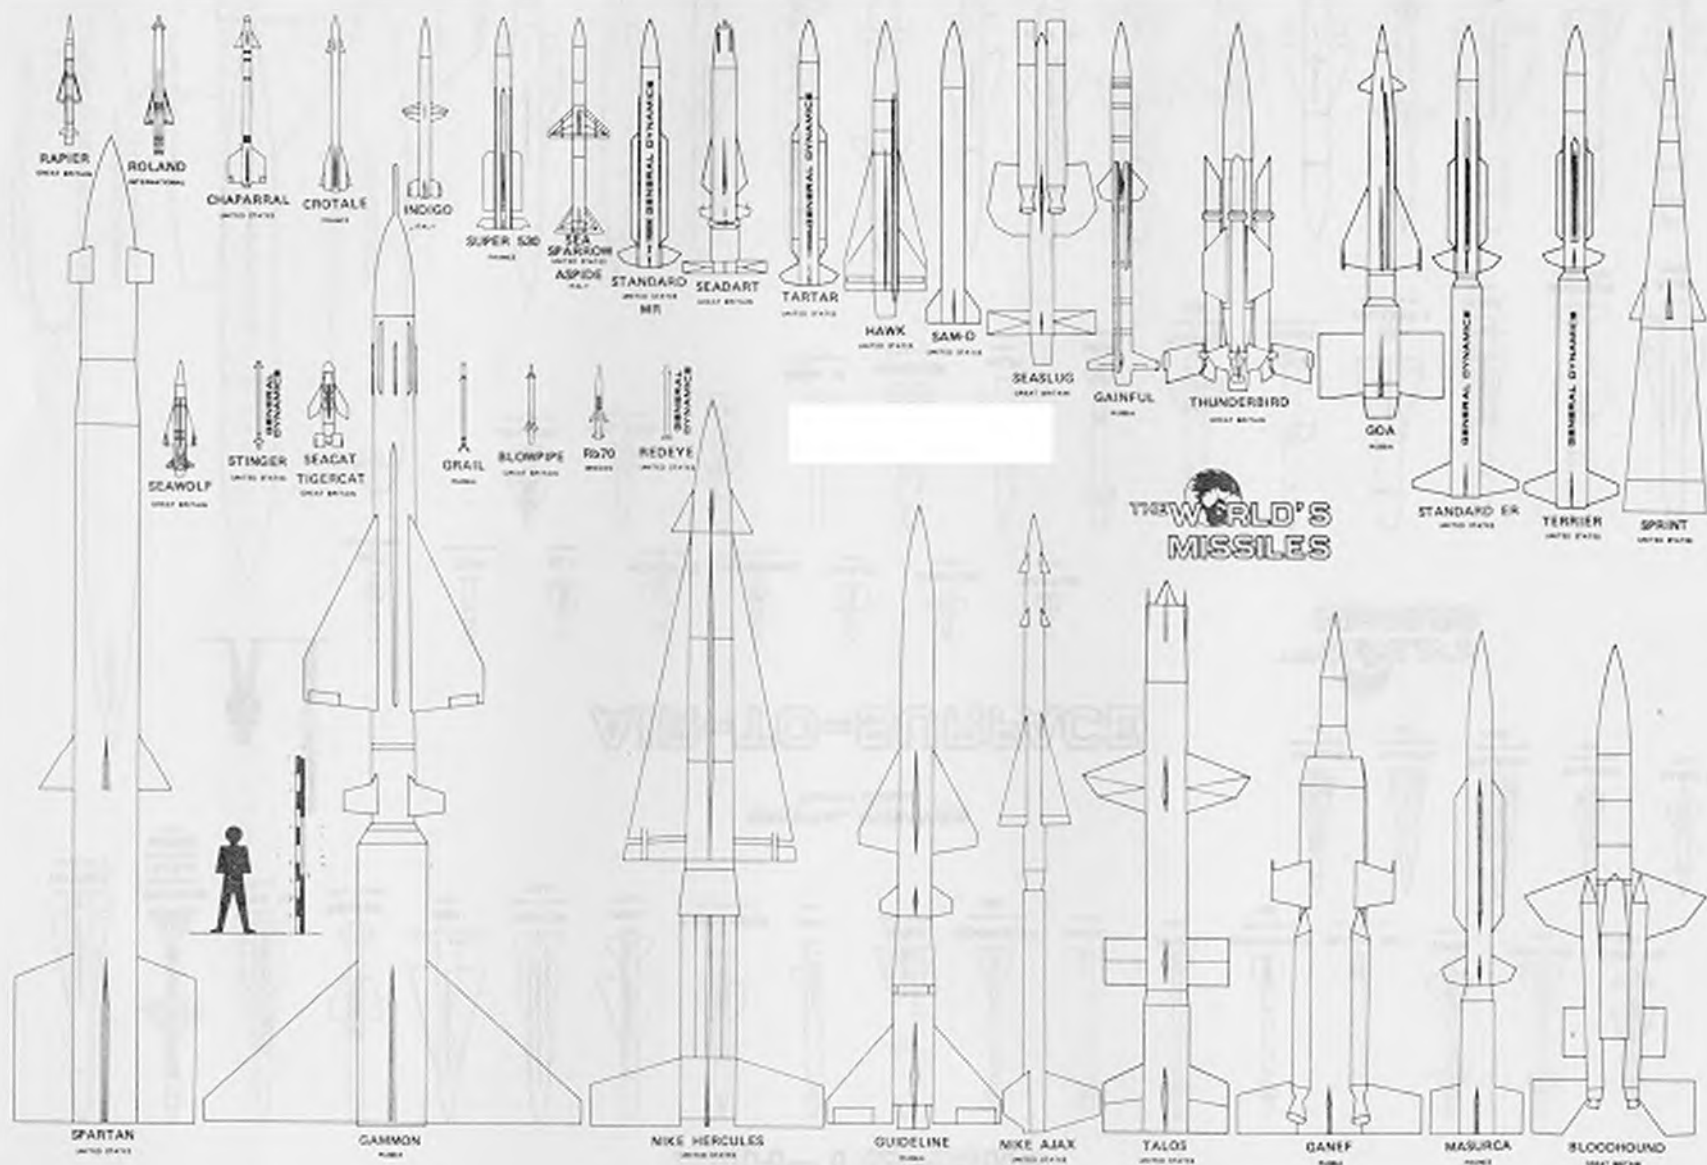 RAPIER
GREAT BRITAIN
ROLAND
INTERNATIONAL
CHAPARRAL
UNITED STATES
CROTALE
FRANCE
INDIGO
ITALY
SUPER 530
FRANCE
SEA
SPARROW
UNITED STATES
ASPIDE
ITALY
GENERAL DYNAMICS
STANDARD
UNITED STATES
MR
SEADART
GREAT BRITAIN
GENERAL DYNAMICS
TARTAR
UNITED STATES
HAWK
UNITED STATES
SAM-D
UNITED STATES
SEASLUG
GREAT BRITAIN
GAINFUL
RUSSIA
THUNDERBIRD
GREAT BRITAIN
GOA
RUSSIA
GENERAL DYNAMICS
STANDARD ER
UNITED STATES
GENERAL DYNAMICS
TERRIER
UNITED STATES
SPRINT
UNITED STATES
SEAWOLF
GREAT BRITAIN
GENERAL
DYNAMICS
STINGER
UNITED STATES
SEACAT
TIGERCAT
GREAT BRITAIN
GRAIL
RUSSIA
BLOWPIPE
GREAT BRITAIN
Rb70
SWEDEN
GENERAL
DYNAMICS
REDEYE
UNITED STATES
THE WORLD'S
MISSILES
SPARTAN
UNITED STATES
GAMMON
RUSSIA
NIKE HERCULES
UNITED STATES
GUIDELINE
RUSSIA
NIKE AJAX
UNITED STATES
TALOS
UNITED STATES
GANEF
RUSSIA
MASURCA
FRANCE
BLOODHOUND
GREAT BRITAIN